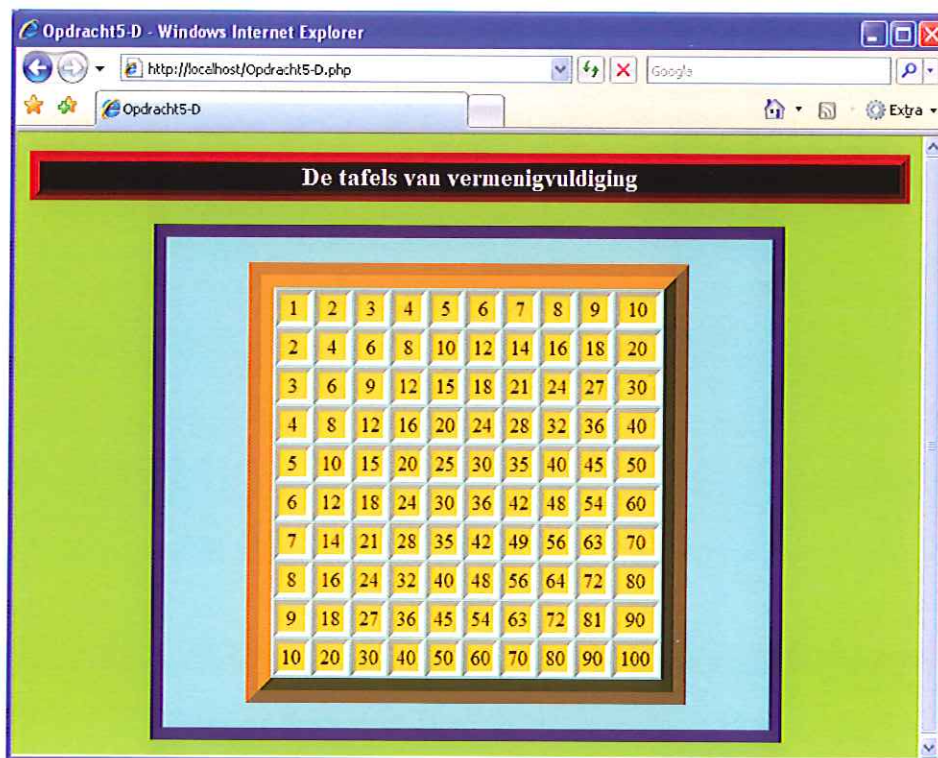 Opdracht5-D - Windows Internet Explorer
http://localhost/Opdracht5-D.php
Google
Opdracht5-D
Extra
De tafels van vermenigvuldiging
1 2 3 4 5 6 7 8 9 10
2 4 6 8 10 12 14 16 18 20
3 6 9 12 15 18 21 24 27 30
4 8 12 16 20 24 28 32 36 40
5 10 15 20 25 30 35 40 45 50
6 12 18 24 30 36 42 48 54 60
7 14 21 28 35 42 49 56 63 70
8 16 24 32 40 48 56 64 72 80
9 18 27 36 45 54 63 72 81 90
10 20 30 40 50 60 70 80 90 100